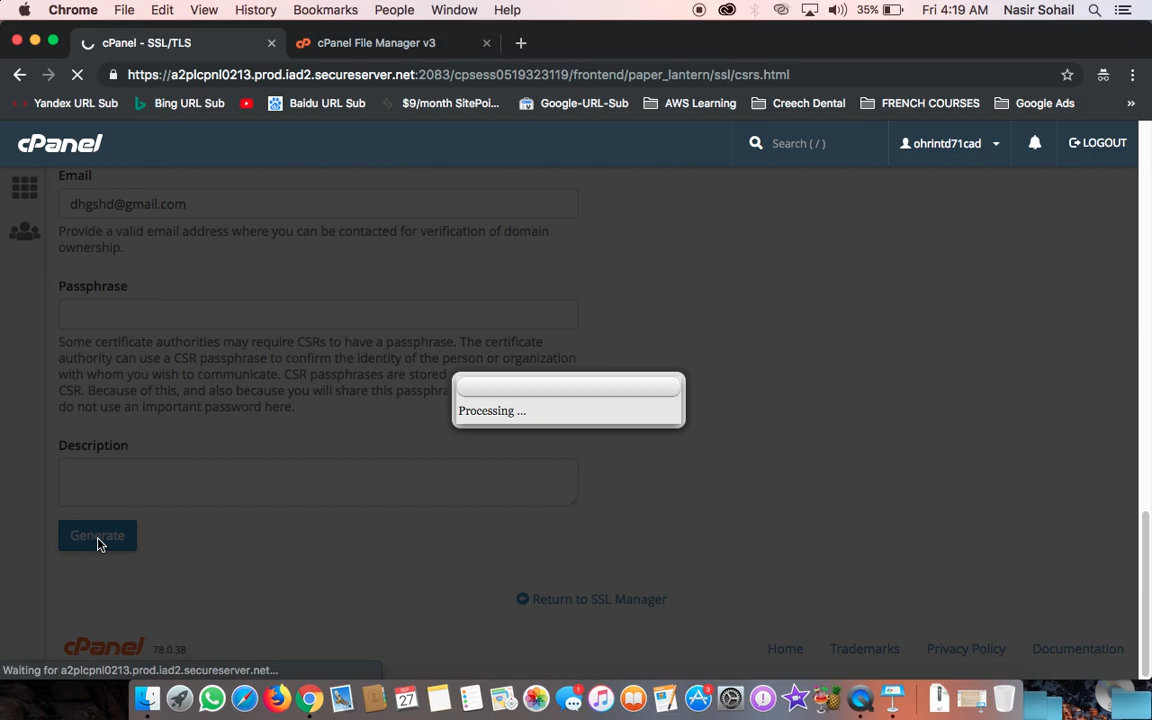 Chrome File Edit View History Bookmarks People Window Help 35% Fri 4:19 AM Nasir Sohail
cPanel - SSL/TLS cPanel File Manager v3
https://a2plcpnl0213.prod.iad2.secureserver.net:2083/cpsess0519323119/frontend/paper_lantern/ssl/csrs.html
Yandex URL Sub Bing URL Sub Baidu URL Sub $9/month SitePoi... Google-URL-Sub AWS Learning Creech Dental FRENCH COURSES Google Ads »
cPanel Search ( / ) ohrintd71cad LOGOUT
Email
dhgshd@gmail.com
Provide a valid email address where you can be contacted for verification of domain
ownership.
Passphrase
Some certificate authorities may require CSRs to have a passphrase. The certificate
authority can use a CSR passphrase to confirm the identity of the person or organization
with whom you wish to communicate. CSR passphrases are stored
CSR. Because of this, and also because you will share this passphra
do not use an important password here.
Processing ...
Description
Generate
Return to SSL Manager
cPanel 78.0.38 Home Trademarks Privacy Policy Documentation
Waiting for a2plcpnl0213.prod.iad2.secureserver.net...
SEP
27
1
3